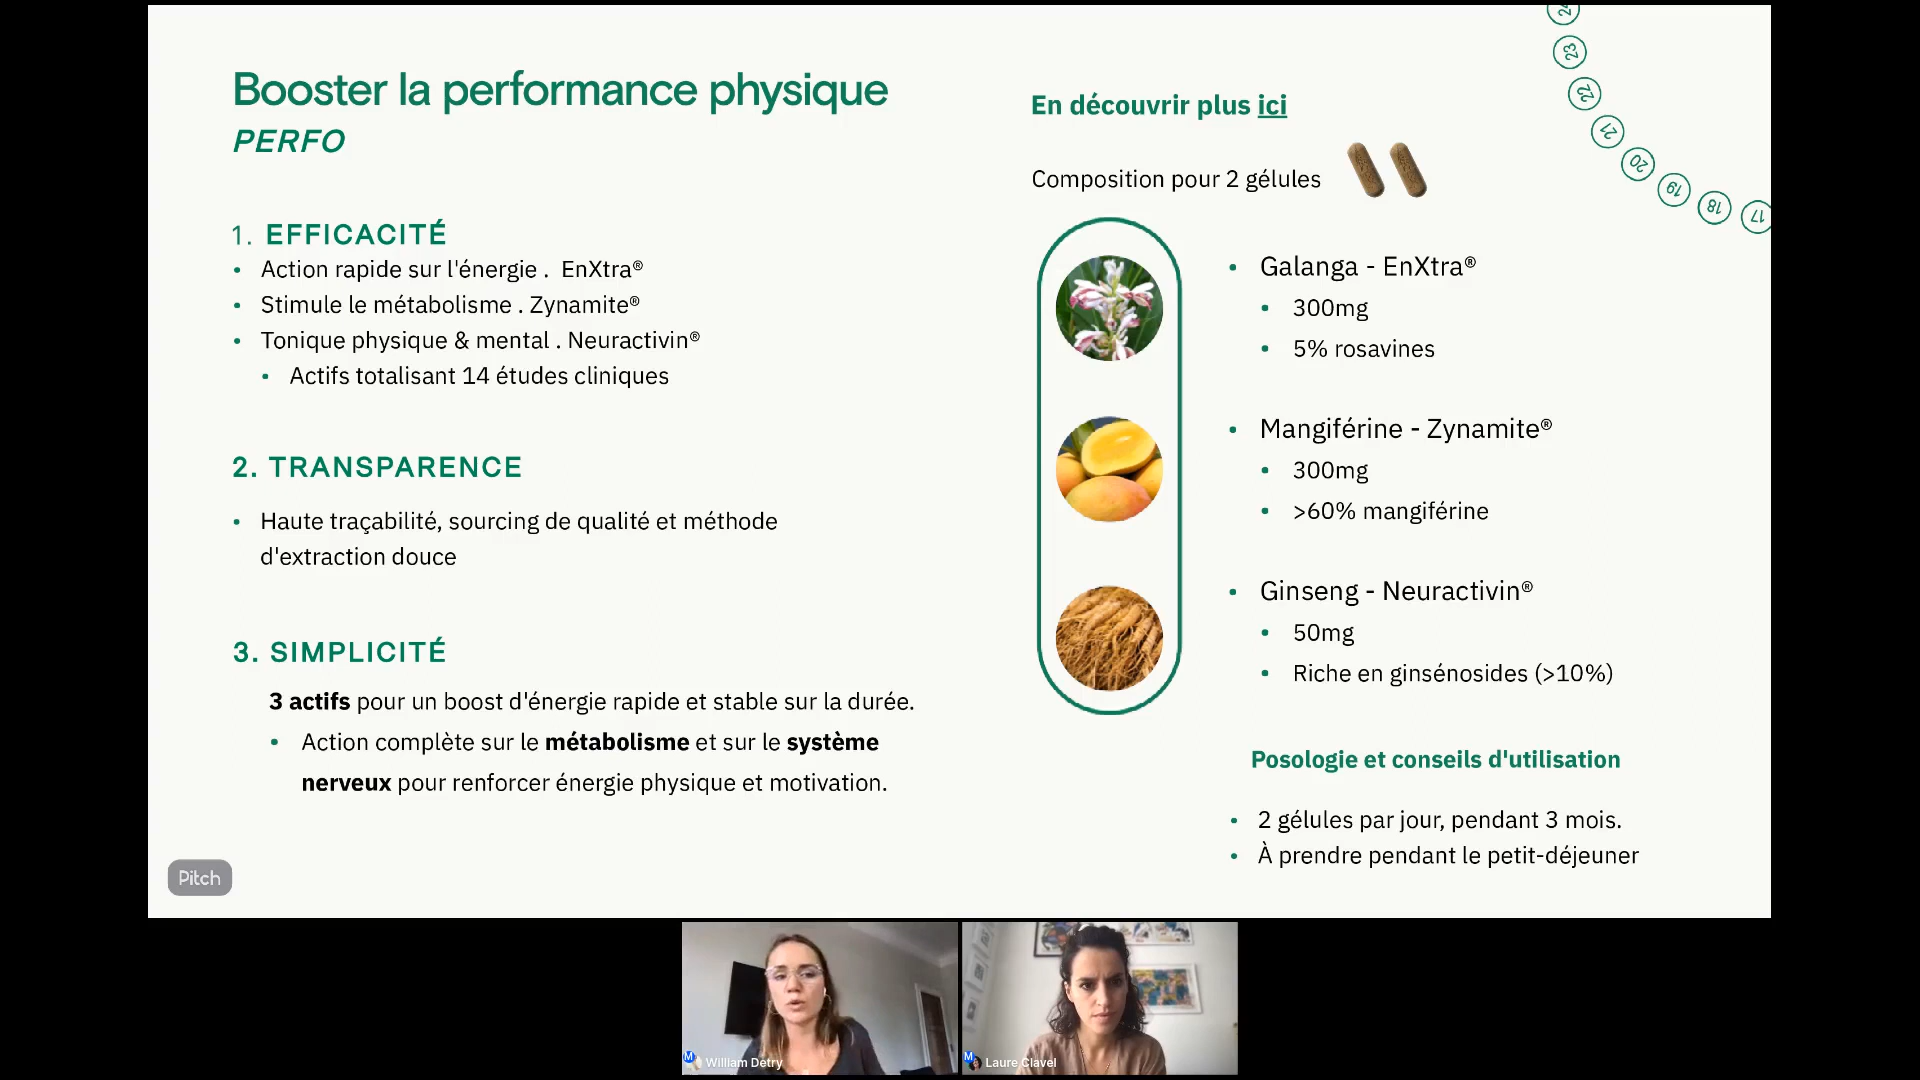 Booster la performance physique
PERFO
1. EFFICACITÉ
• Action rapide sur l'énergie . EnXtra®
• Stimule le métabolisme . Zynamite®
• Tonique physique & mental . Neuractivin®
• Actifs totalisant 14 études cliniques
2. TRANSPARENCE
• Haute traçabilité, sourcing de qualité et méthode
d'extraction douce
3. SIMPLICITÉ
3 actifs pour un boost d'énergie rapide et stable sur la durée.
• Action complète sur le métabolisme et sur le système
nerveux pour renforcer énergie physique et motivation.
Pitch
En découvrir plus ici
Composition pour 2 gélules
• Galanga - EnXtra®
• 300mg
• 5% rosavines
• Mangiférine - Zynamite®
• 300mg
• >60% mangiférine
• Ginseng - Neuractivin®
• 50mg
• Riche en ginsénosides (>10%)
Posologie et conseils d'utilisation
• 2 gélules par jour, pendant 3 mois.
• À prendre pendant le petit-déjeuner
24
23
22
21
20
19
18
17
M William Detry
M Laure Clavel